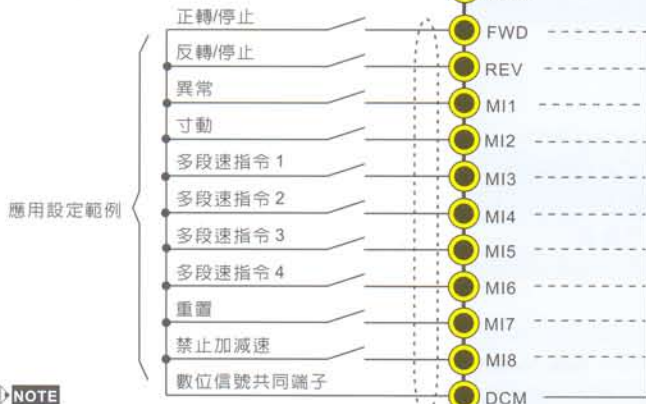 正轉/停止
FWD
反轉/停止
REV
異常
MI1
寸動
MI2
多段速指令 1
MI3
應用設定範例
多段速指令 2
MI4
多段速指令 3
MI5
多段速指令 4
MI6
重置
MI7
禁止加減速
MI8
數位信號共同端子
DCM
NOTE